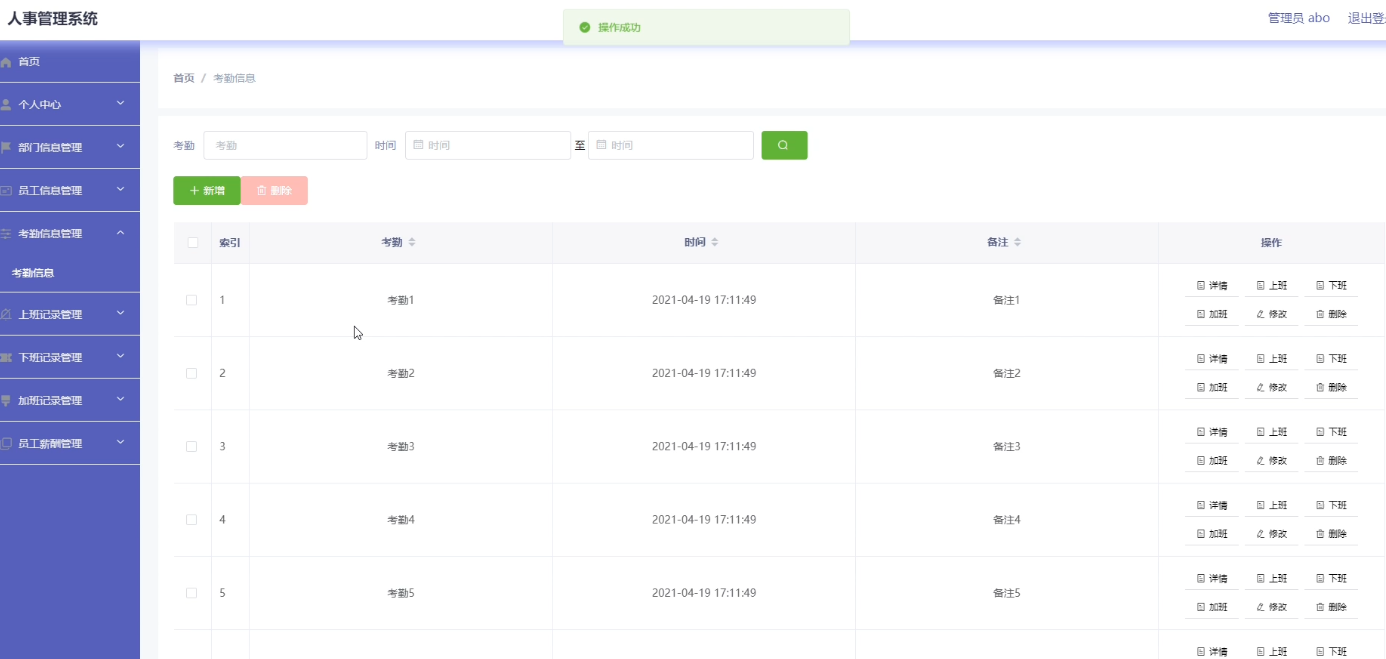 人事管理系统
操作成功
管理员 abo 退出登
首页
个人中心
部门信息管理
员工信息管理
考勤信息管理
考勤信息
上班记录管理
下班记录管理
加班记录管理
员工薪酬管理
首页 / 考勤信息
考勤 考勤 时间 时间 至 时间
新增 删除
索引 考勤 时间 备注 操作
1 考勤1 2021-04-19 17:11:49 备注1
详情 上班 下班
加班 修改 删除
2 考勤2 2021-04-19 17:11:49 备注2
详情 上班 下班
加班 修改 删除
3 考勤3 2021-04-19 17:11:49 备注3
详情 上班 下班
加班 修改 删除
4 考勤4 2021-04-19 17:11:49 备注4
详情 上班 下班
加班 修改 删除
5 考勤5 2021-04-19 17:11:49 备注5
详情 上班 下班
加班 修改 删除
详情 上班 下班